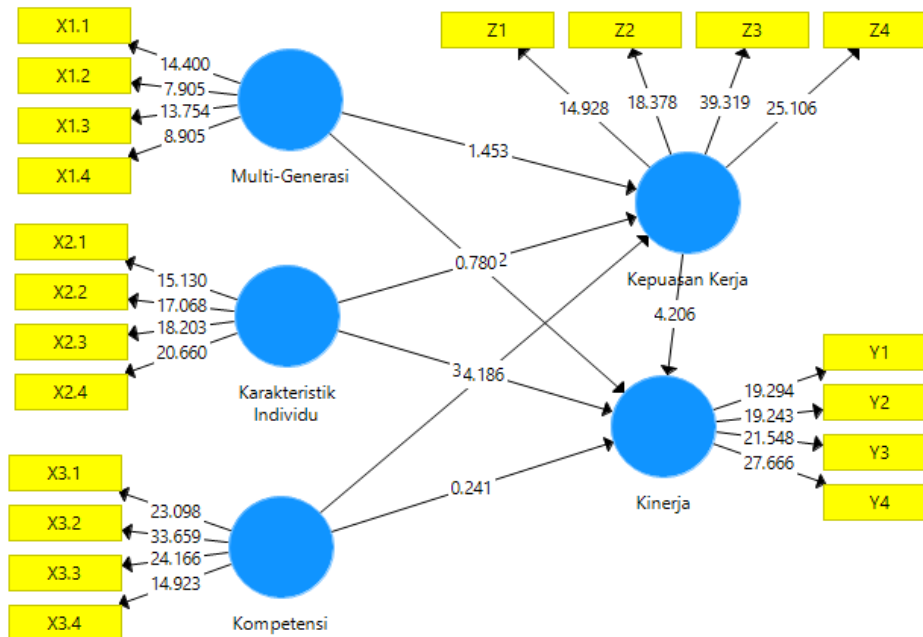 X1.1
X1.2
X1.3
X1.4
14.400
7.905
13.754
8.905
Multi-Generasi
Z1
Z2
Z3
Z4
14.928
18.378
39.319
25.106
1.453
Kepuasan Kerja
X2.1
X2.2
X2.3
X2.4
15.130
17.068
18.203
20.660
Karakteristik
Individu
0.780
2
4.206
3
4.186
Y1
Y2
Y3
Y4
19.294
19.243
21.548
27.666
Kinerja
X3.1
X3.2
X3.3
X3.4
23.098
33.659
24.166
14.923
Kompetensi
0.241